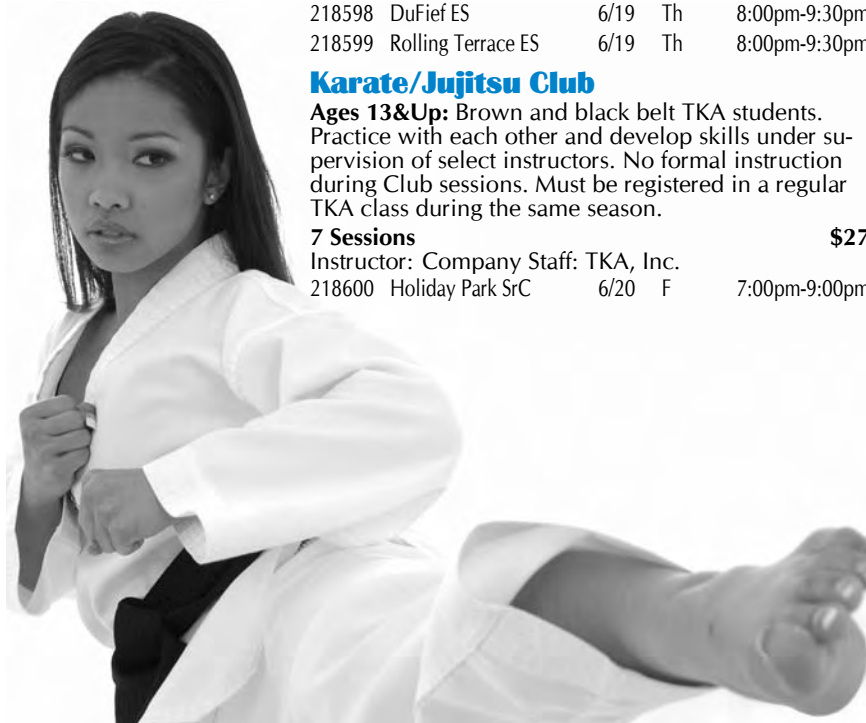 218598 DuFief ES 6/19 Th 8:00pm-9:30pm
218599 Rolling Terrace ES 6/19 Th 8:00pm-9:30pm
Karate/Jujitsu Club
Ages 13&Up: Brown and black belt TKA students.
Practice with each other and develop skills under su-
pervision of select instructors. No formal instruction
during Club sessions. Must be registered in a regular
TKA class during the same season.
7 Sessions $27
Instructor: Company Staff: TKA, Inc.
218600 Holiday Park SrC 6/20 F 7:00pm-9:00pm